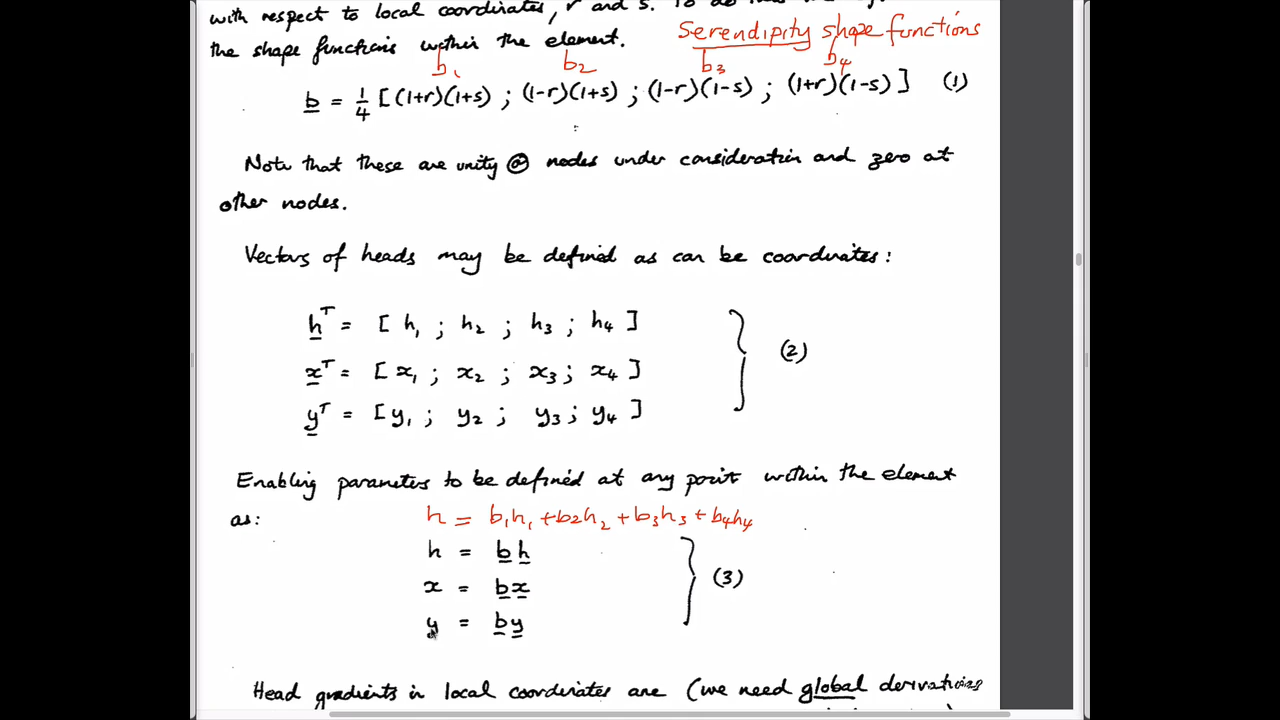 with respect to local coordinates, r and s. To do this
the shape functions within the element. Serendipity shape functions
b₁ b₂ b₃ b₄
b = 1/4 [(1+r)(1+s) ; (1-r)(1+s) ; (1-r)(1-s) ; (1+r)(1-s)] (1)
Note that these are unity @ nodes under consideration and zero at
other nodes.
Vectors of heads may be defined as can be coordinates:
hᵀ = [ h₁ ; h₂ ; h₃ ; h₄ ]
xᵀ = [ x₁ ; x₂ ; x₃ ; x₄ ] (2)
yᵀ = [ y₁ ; y₂ ; y₃ ; y₄ ]
Enabling parameters to be defined at any point within the element
as: h = b₁h₁ + b₂h₂ + b₃h₃ + b₄h₄
h = b h
x = b x (3)
y = b y
Head gradients in local coordinates are (we need global derivatives